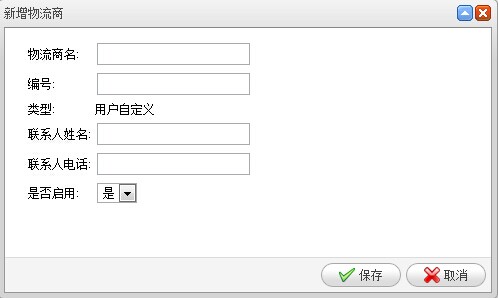 新增物流商
物流商名:
编号:
类型: 用户自定义
联系人姓名:
联系人电话:
是否启用: 是
保存 取消